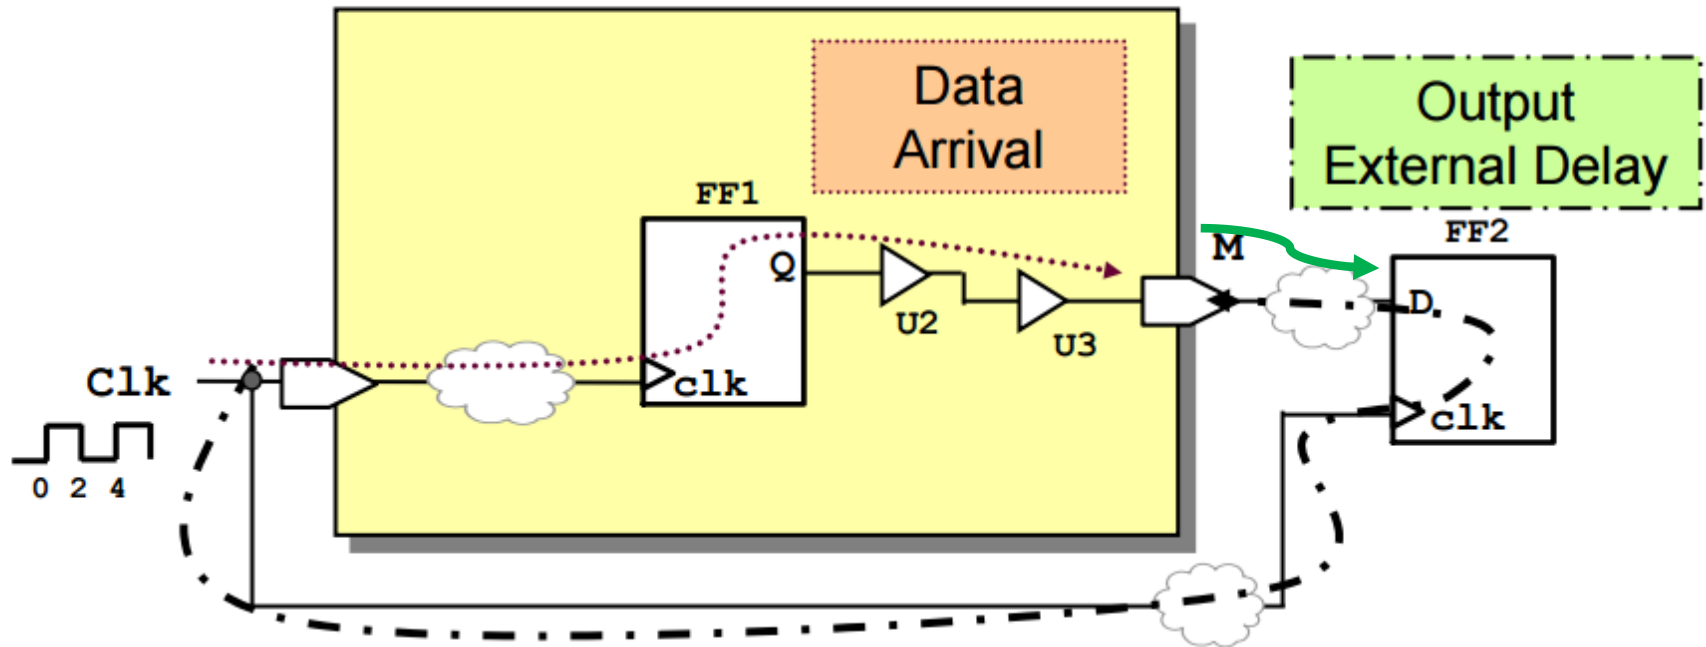 Data
Arrival
Output
External Delay
FF1
FF2
M
Q
D
U2
U3
Clk
clk
clk
0 2 4